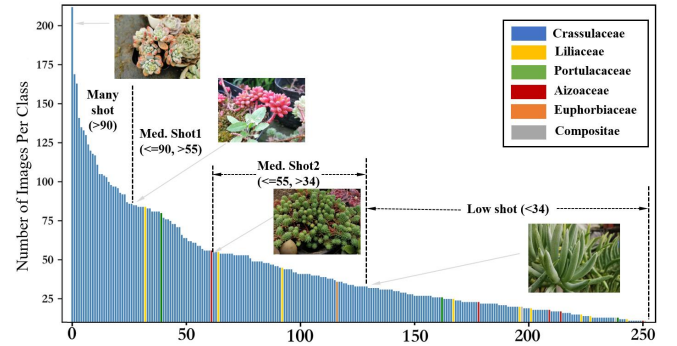 Number of Images Per Class
200
175
150
125
100
75
50
25
0
50
100
150
200
250
Many
shot
(>90)
Med. Shot1
(<=90, >55)
Med. Shot2
(<=55, >34)
Low shot (<34)
Crassulaceae
Liliaceae
Portulacaceae
Aizoaceae
Euphorbiaceae
Compositae